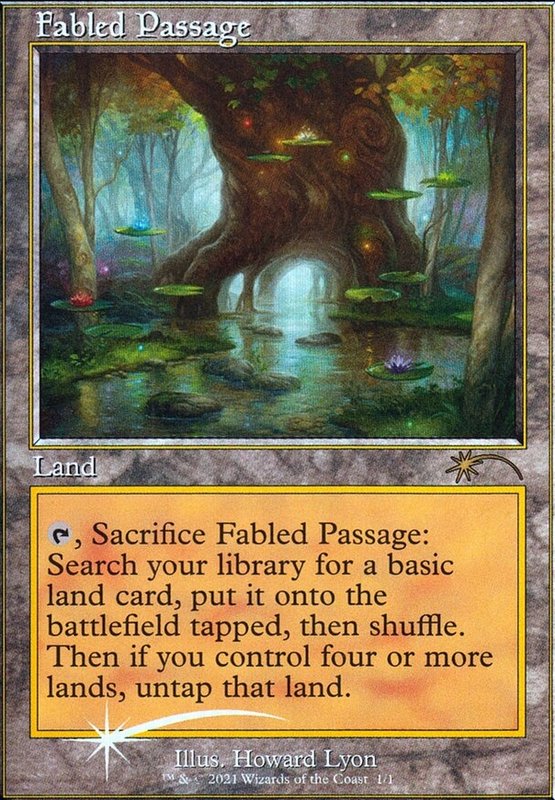 Fabled Passage
Land
, Sacrifice Fabled Passage:
Search your library for a basic
land card, put it onto the
battlefield tapped, then shuffle.
Then if you control four or more
lands, untap that land.
Illus. Howard Lyon
™ & © 2021 Wizards of the Coast 1/1